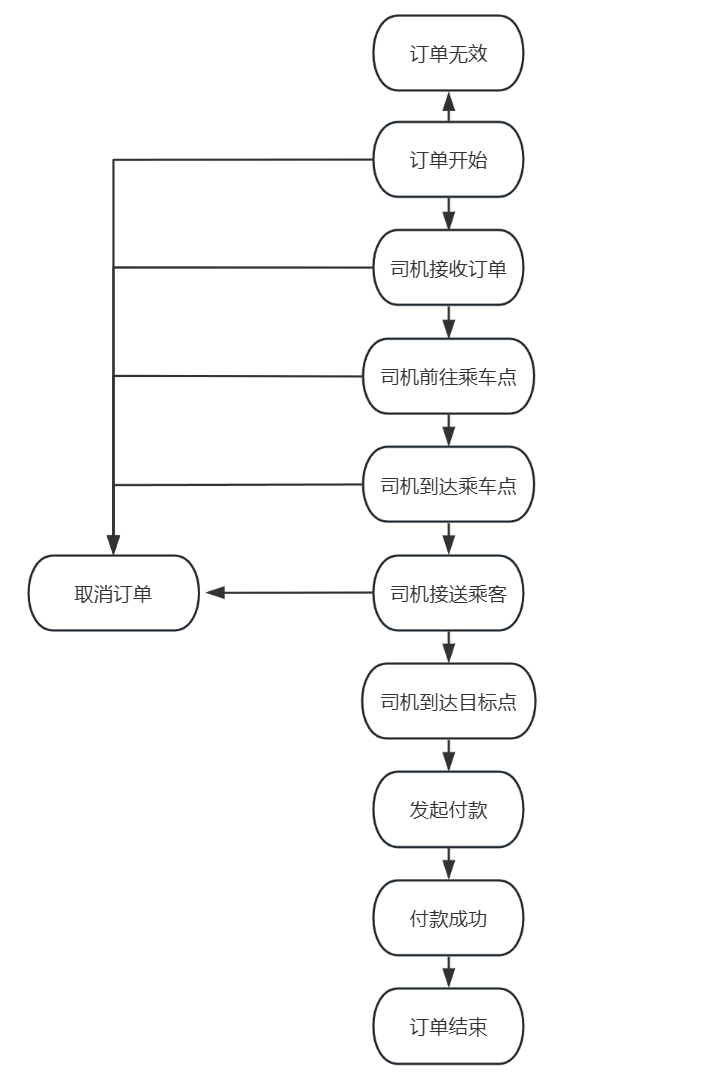 订单无效
订单开始
司机接收订单
司机前往乘车点
司机到达乘车点
取消订单
司机接送乘客
司机到达目标点
发起付款
付款成功
订单结束